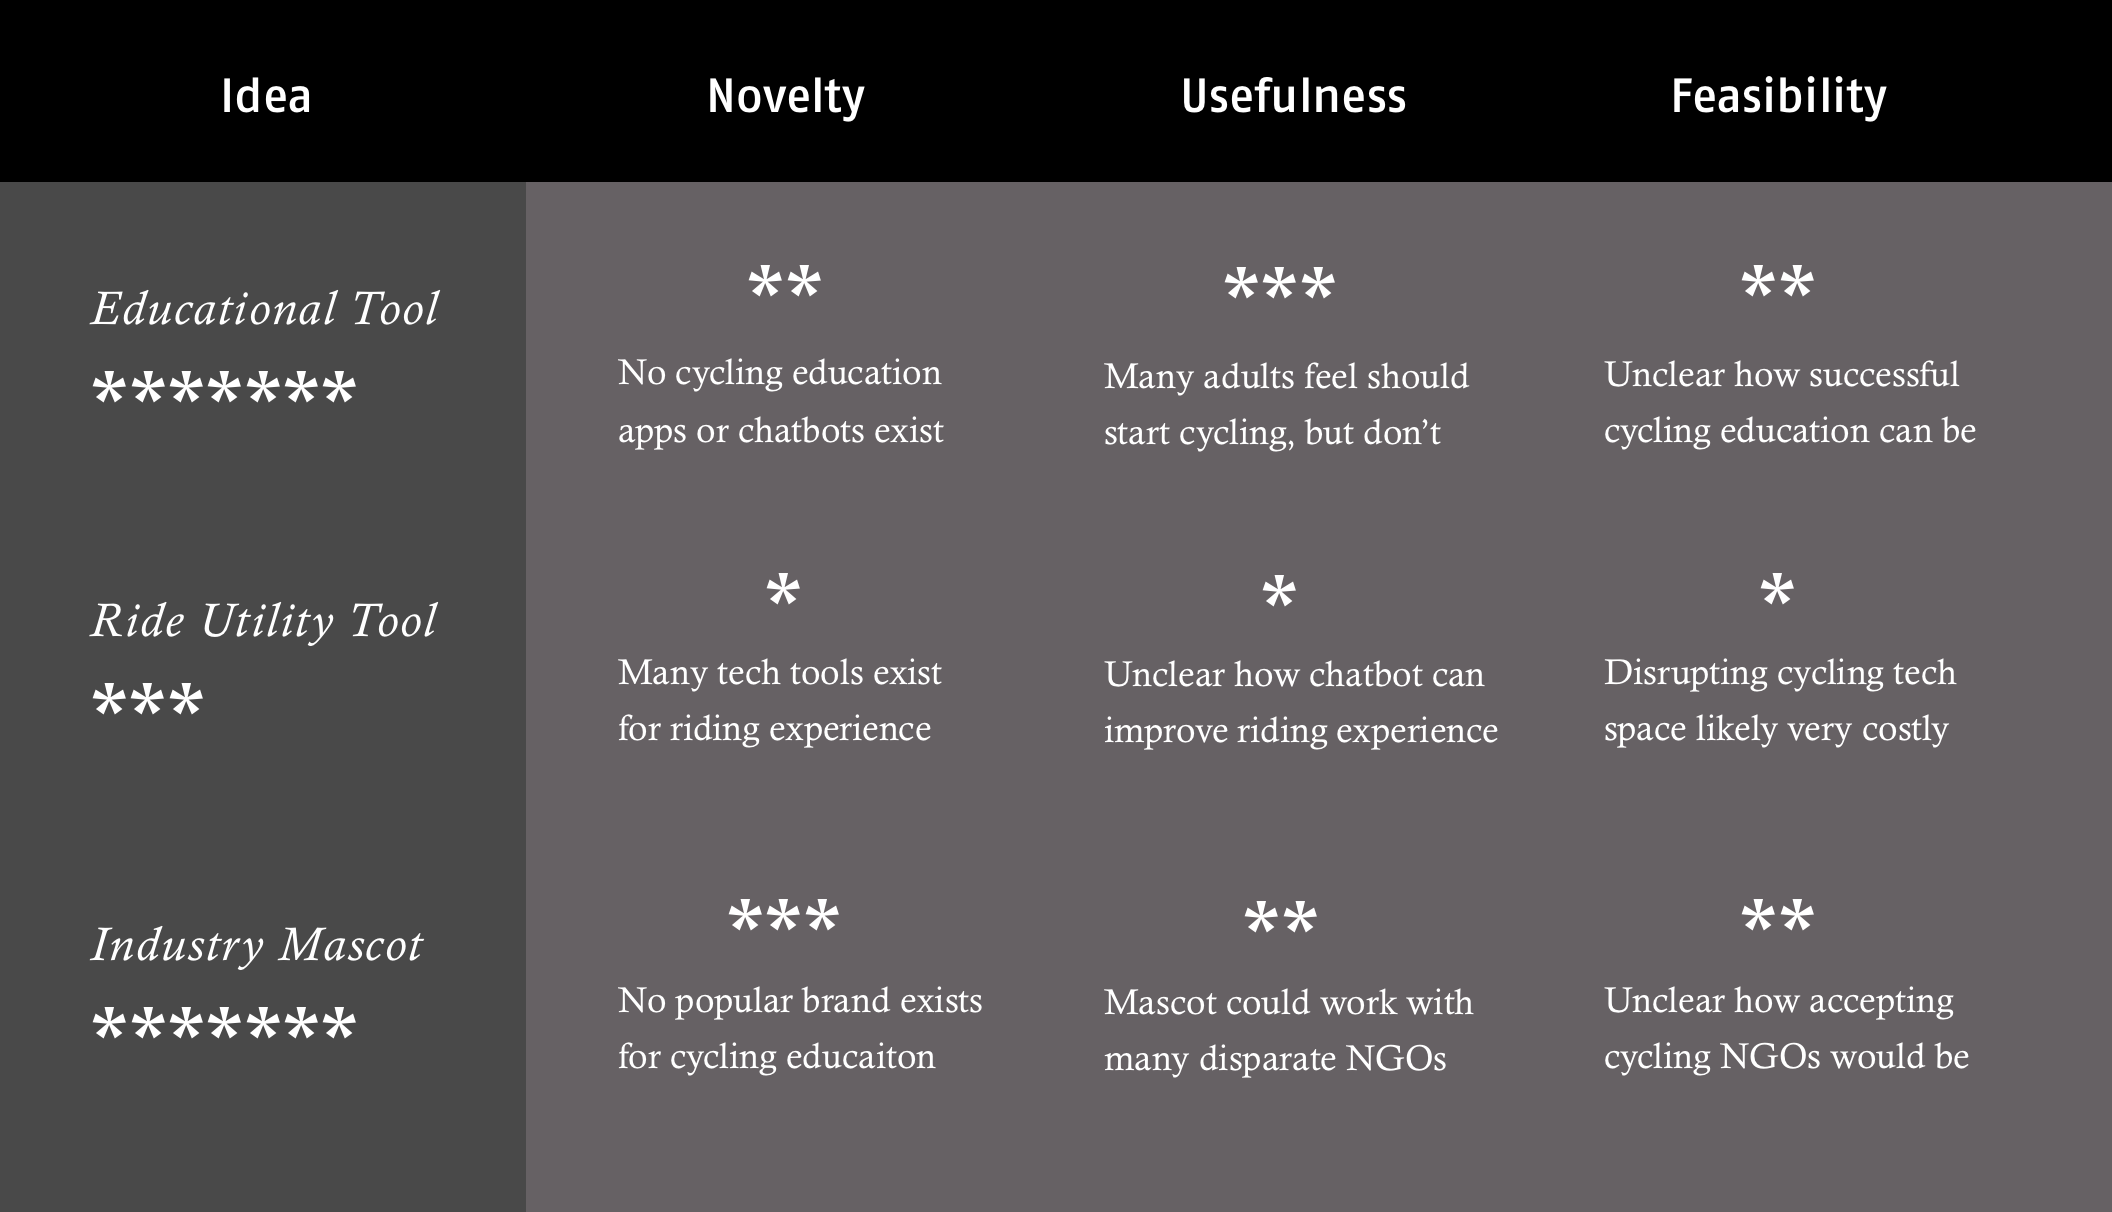 Idea Novelty Usefulness Feasibility
Educational Tool
*******
**
No cycling education
apps or chatbots exist
***
Many adults feel should
start cycling, but don’t
**
Unclear how successful
cycling education can be
Ride Utility Tool
***
*
Many tech tools exist
for riding experience
*
Unclear how chatbot can
improve riding experience
*
Disrupting cycling tech
space likely very costly
Industry Mascot
*******
***
No popular brand exists
for cycling educaiton
**
Mascot could work with
many disparate NGOs
**
Unclear how accepting
cycling NGOs would be